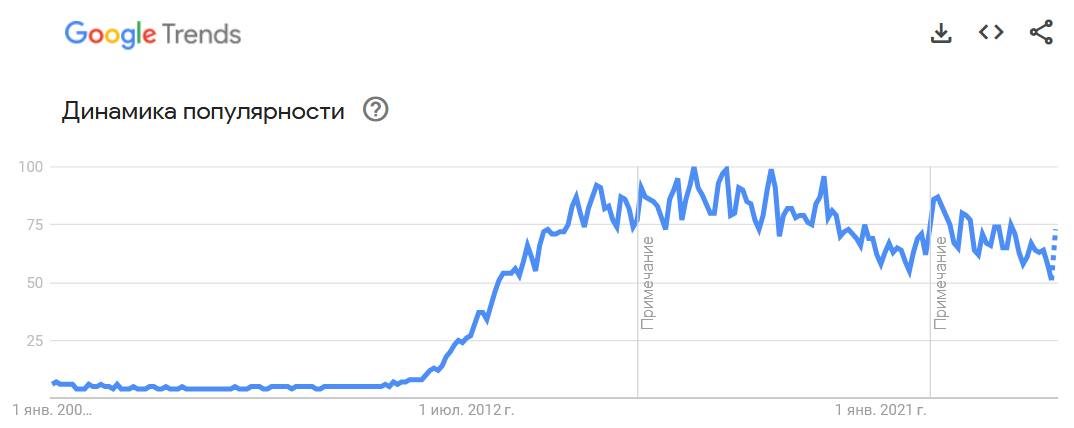 Google Trends
Динамика популярности
100
75
50
25
Примечание
Примечание
1 янв. 200...
1 июл. 2012 г.
1 янв. 2021 г.